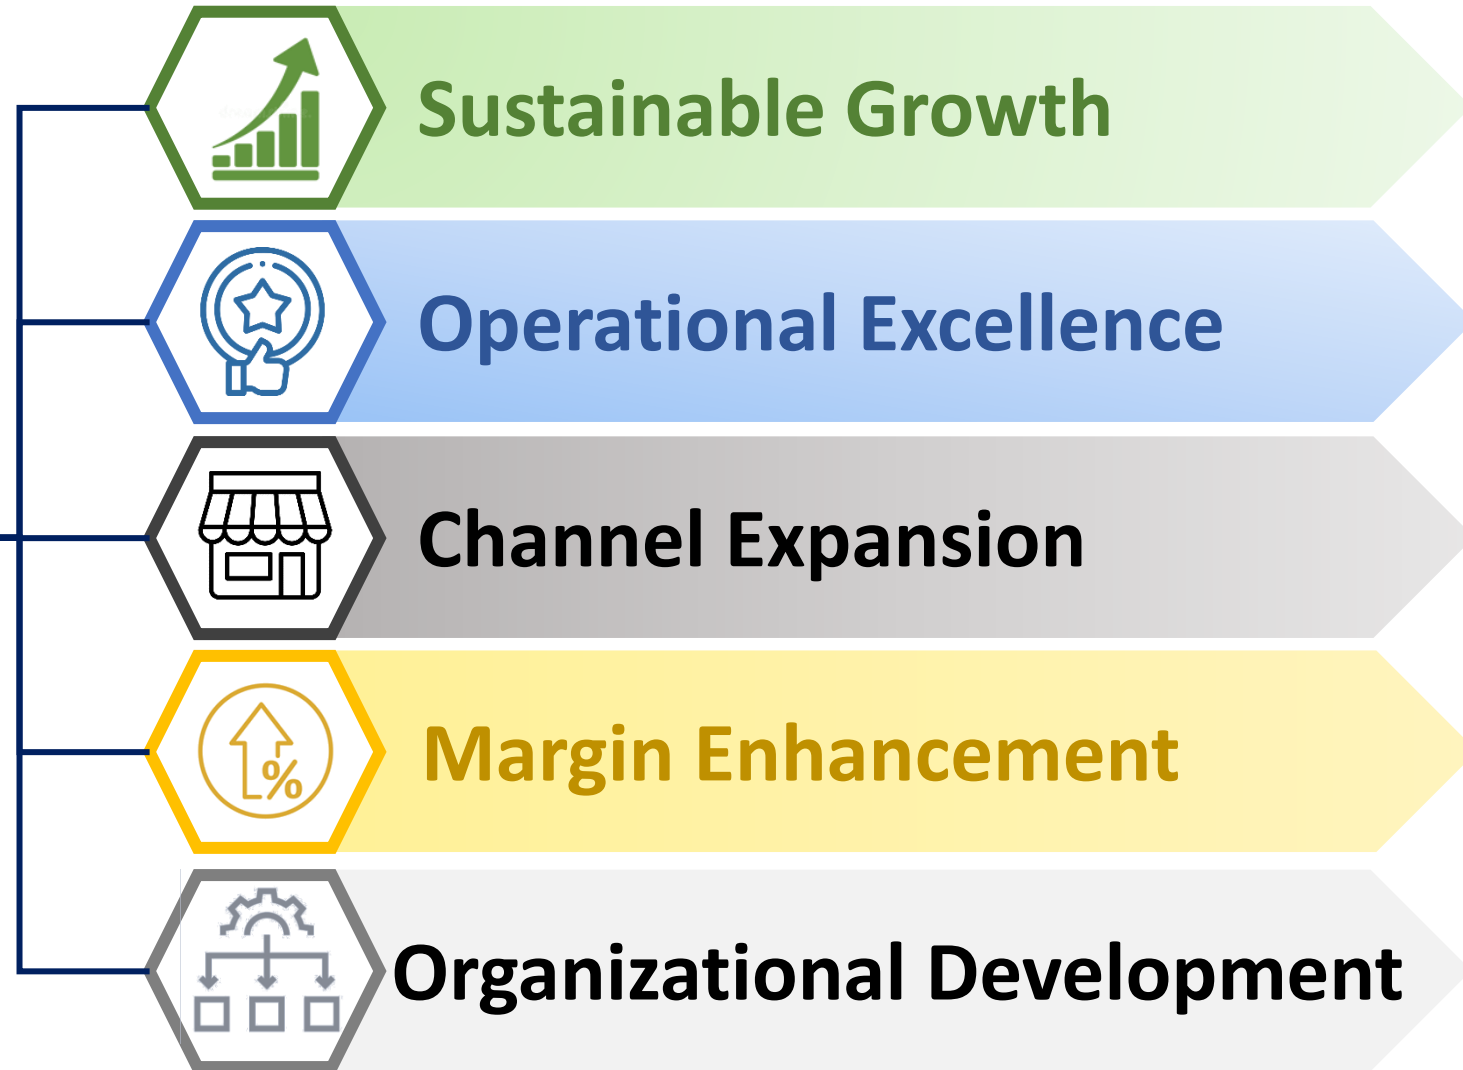 Sustainable Growth
Operational Excellence
Channel Expansion
%
Margin Enhancement
Organizational Development